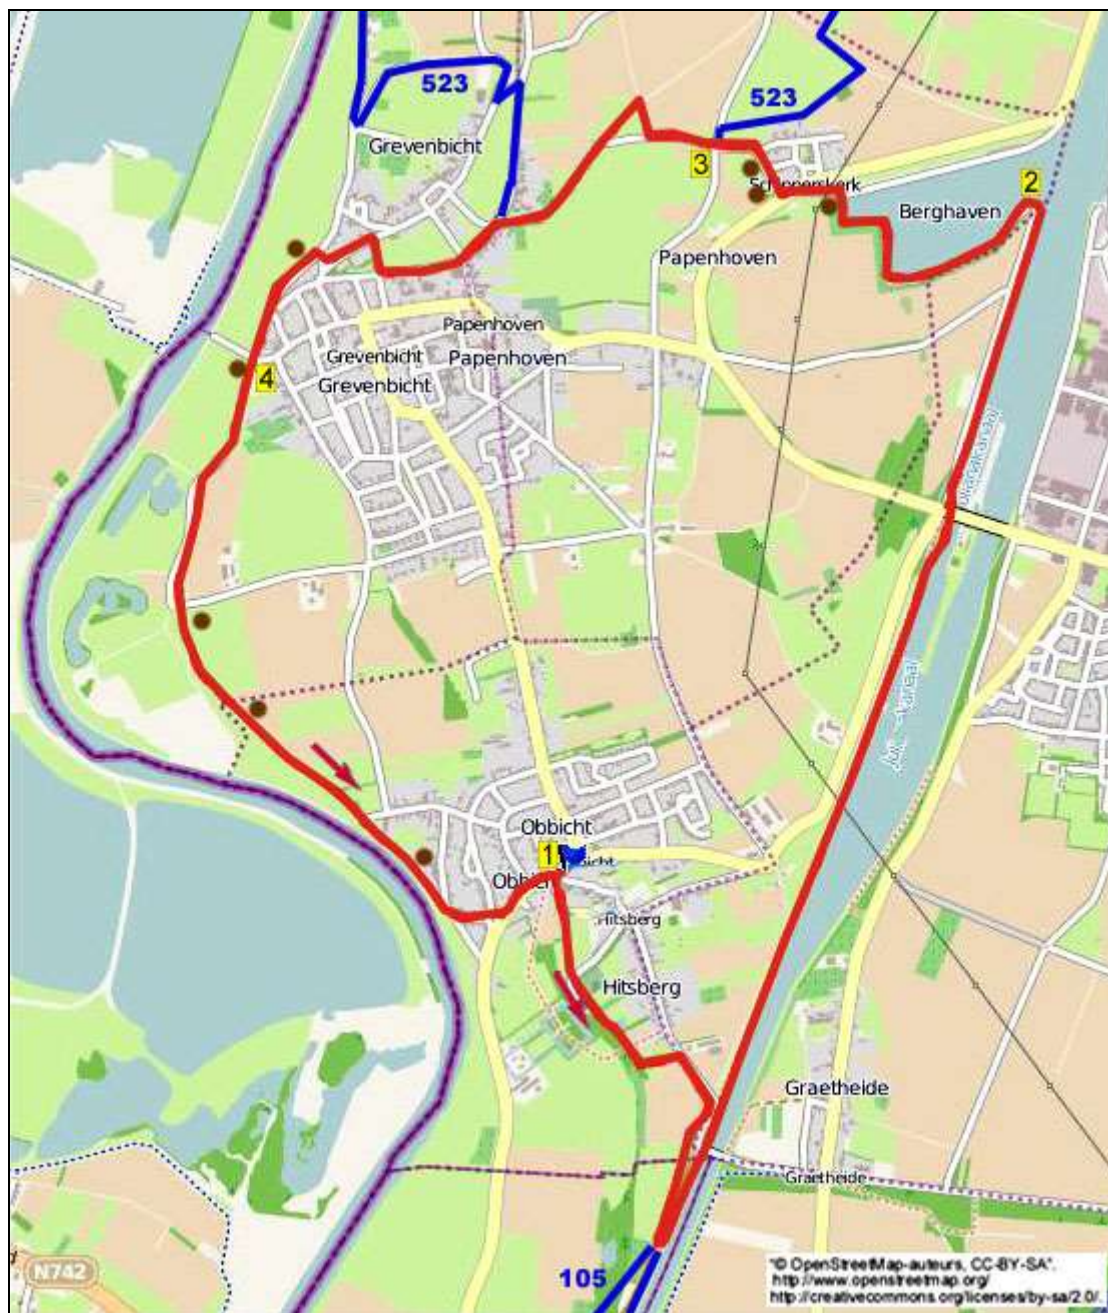 523
523
Grevenbicht
3
Schipperskerk
2
Berghaven
Papenhoven
Papenhoven
Grevenbicht
Papenhoven
4
Grevenbicht
Obbicht
1
Hitsberg
Hitsberg
Graetheide
Graetheide
N742
105
"© OpenStreetMap-auteurs, CC-BY-SA".
http://www.openstreetmap.org/
http://creativecommons.org/licenses/by-sa/2.0/.